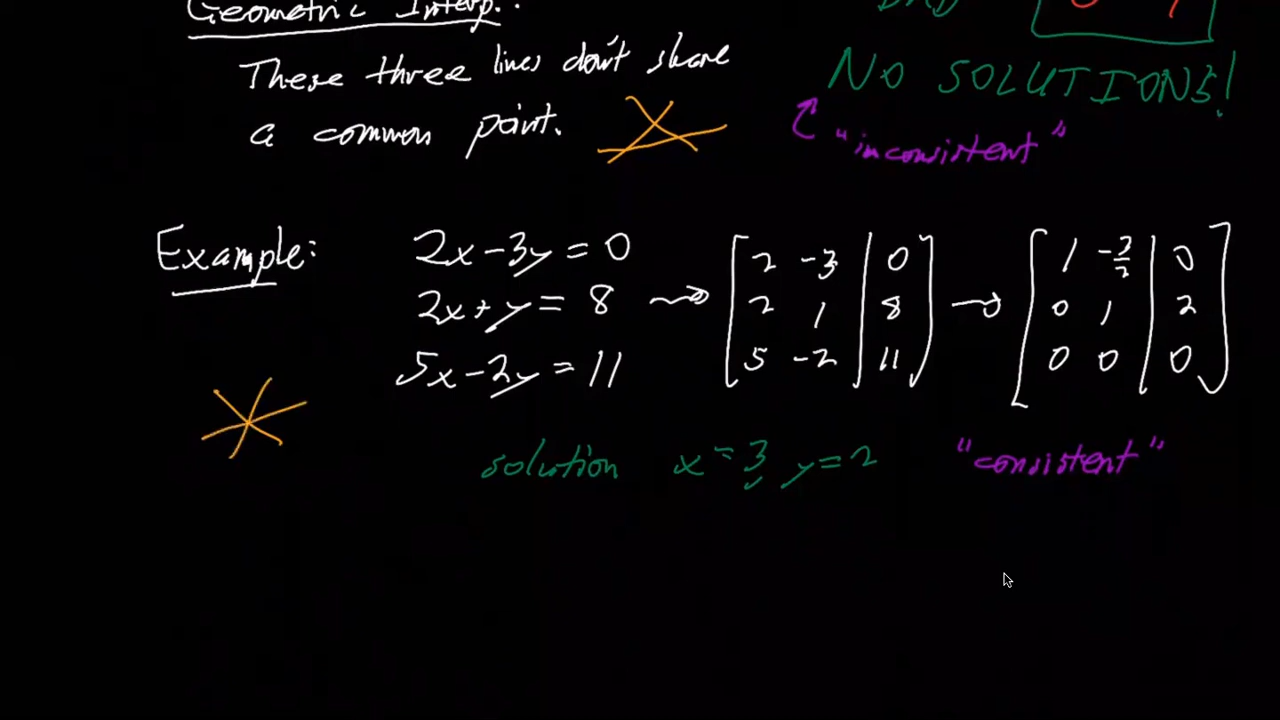 Geometric Interp.:
These three lines don't share
a common point.
NO SOLUTIONS!
"inconsistent"
Example:
2x-3y=0
2x+y=8
5x-2y=11
2 -3 | 0
2 1 | 8
5 -2 | 11
1 -3/2 | 0
0 1 | 2
0 0 | 0
solution x=3, y=2
"consistent"